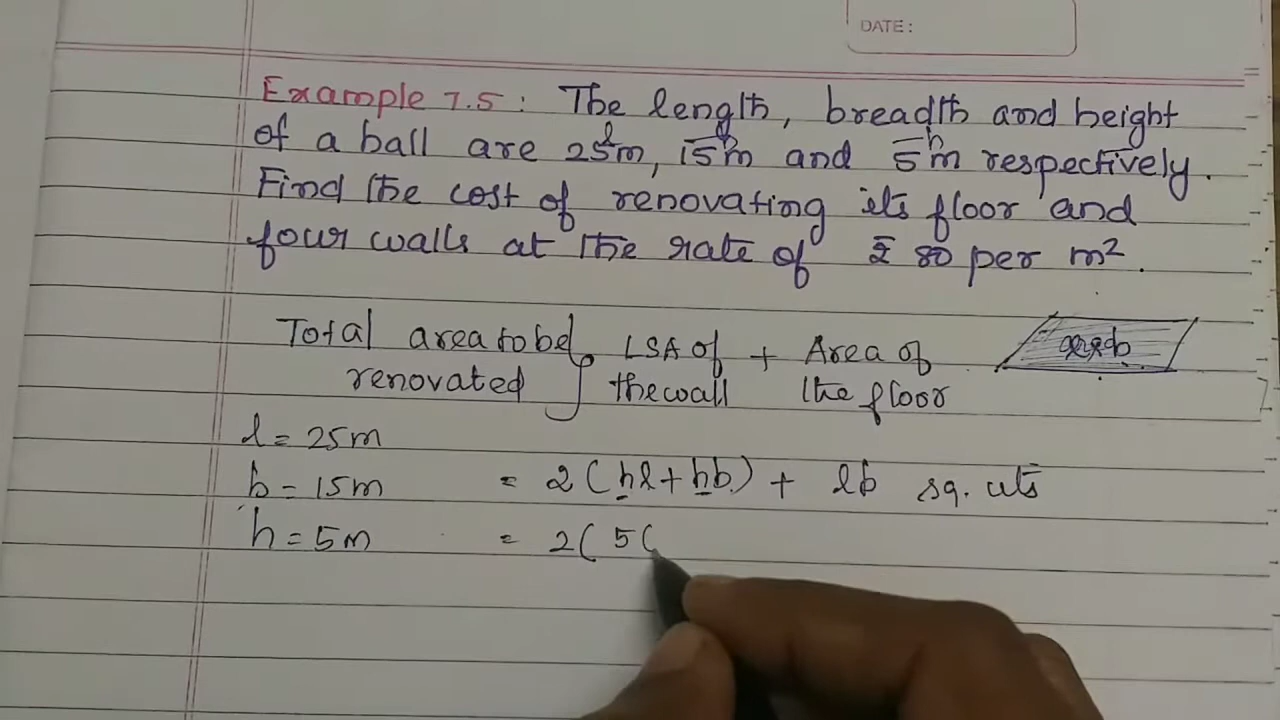 DATE :
Example 7.5 : The length, breadth and height
of a ball are 25m, 15m and 5m respectively.
l b h
Find the cost of renovating its floor and
four walls at the rate of ₹ 80 per m².
Total area to be } LSA of + Area of
renovated the wall the floor
l = 25m
b = 15m = 2 ( hl + hb ) + lb sq. uts
h = 5m = 2 ( 5 (